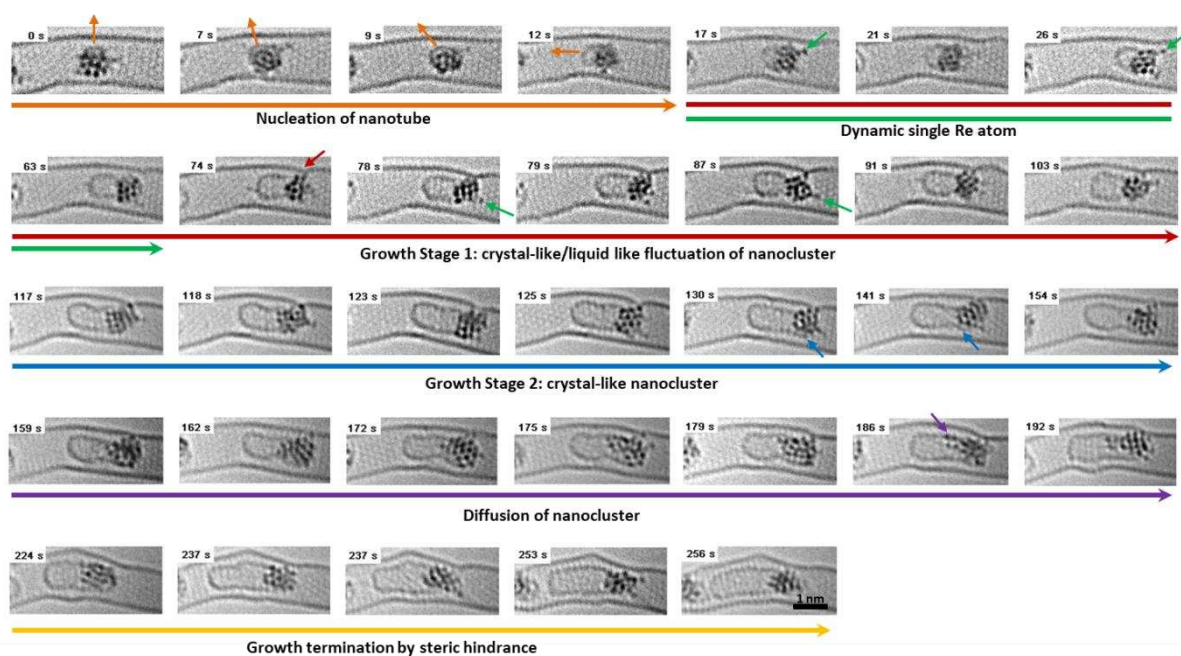 0 s 7 s 9 s 12 s 17 s 21 s 26 s
Nucleation of nanotube
Dynamic single Re atom
63 s 74 s 78 s 79 s 87 s 91 s 103 s
Growth Stage 1: crystal-like/liquid like fluctuation of nanocluster
117 s 118 s 123 s 125 s 130 s 141 s 154 s
Growth Stage 2: crystal-like nanocluster
159 s 162 s 172 s 175 s 179 s 186 s 192 s
Diffusion of nanocluster
224 s 237 s 237 s 253 s 256 s
1 nm
Growth termination by steric hindrance